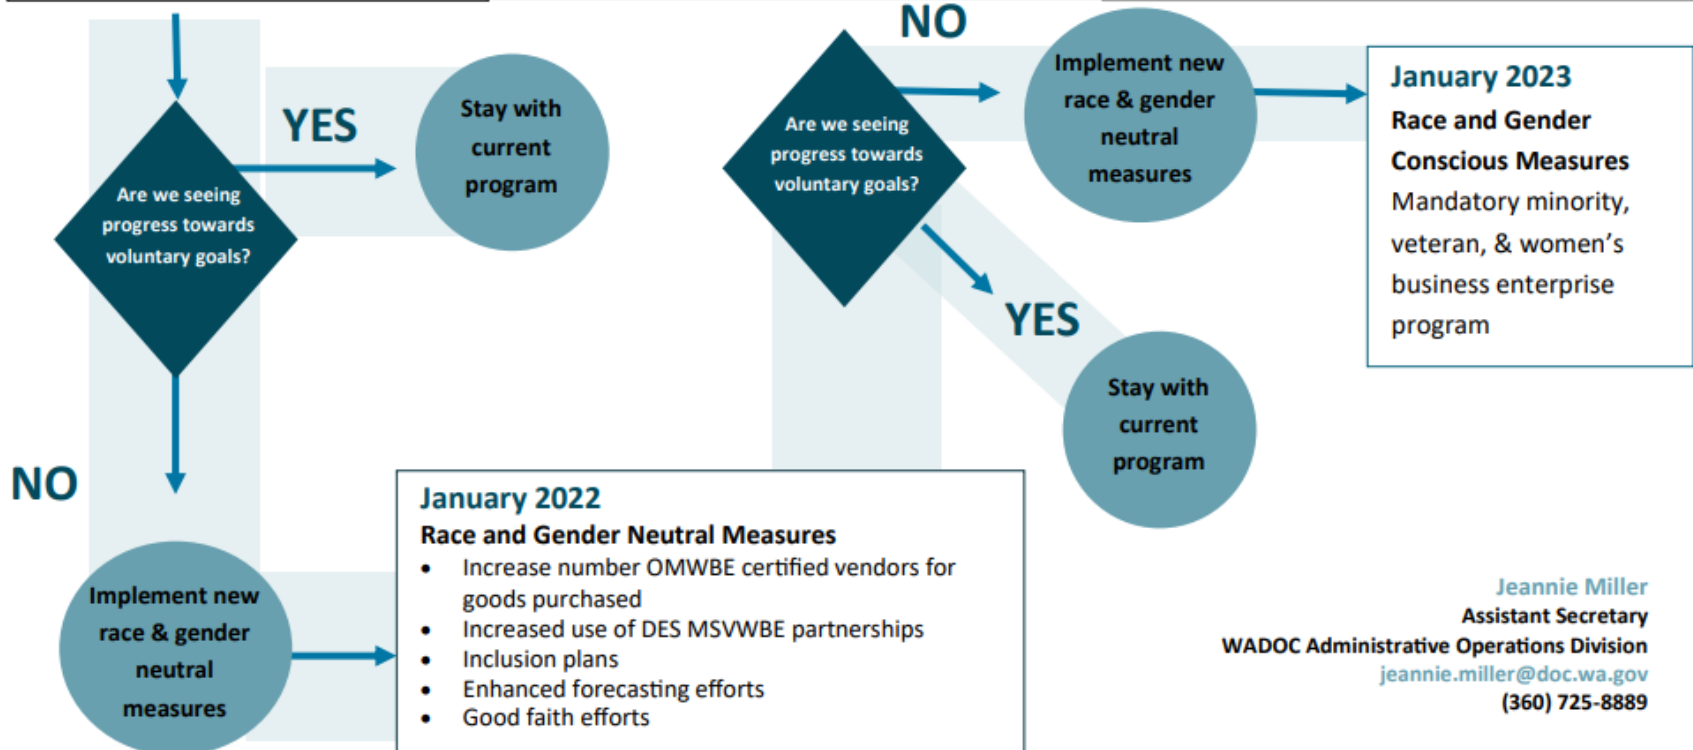 Are we seeing
progress towards
voluntary goals?
YES
Stay with
current
program
NO
Implement new
race & gender
neutral
measures
January 2022
Race and Gender Neutral Measures
• Increase number OMWBE certified vendors for
goods purchased
• Increased use of DES MSVWBE partnerships
• Inclusion plans
• Enhanced forecasting efforts
• Good faith efforts
Are we seeing
progress towards
voluntary goals?
NO
Implement new
race & gender
neutral
measures
YES
Stay with
current
program
January 2023
Race and Gender
Conscious Measures
Mandatory minority,
veteran, & women's
business enterprise
program
Jeannie Miller
Assistant Secretary
WADOC Administrative Operations Division
jeannie.miller@doc.wa.gov
(360) 725-8889